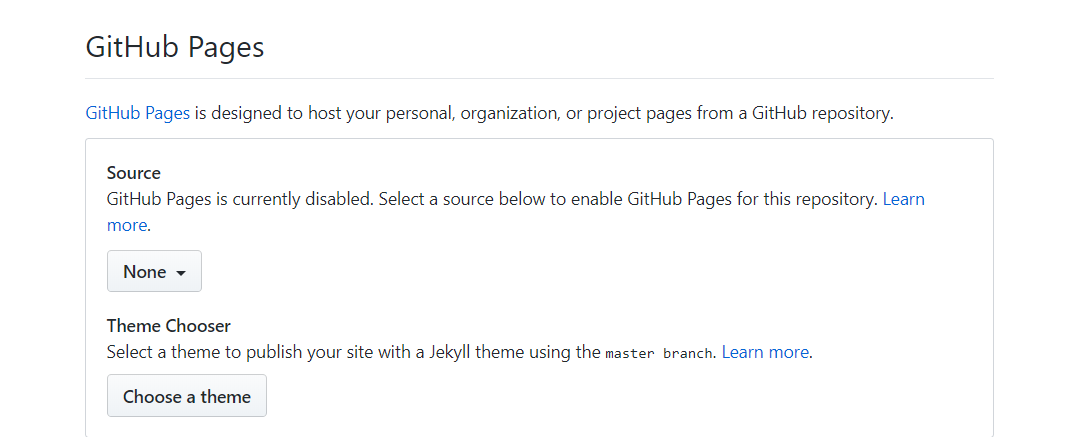 GitHub Pages
GitHub Pages is designed to host your personal, organization, or project pages from a GitHub repository.
Source
GitHub Pages is currently disabled. Select a source below to enable GitHub Pages for this repository. Learn
more.
None
Theme Chooser
Select a theme to publish your site with a Jekyll theme using the master branch. Learn more.
Choose a theme